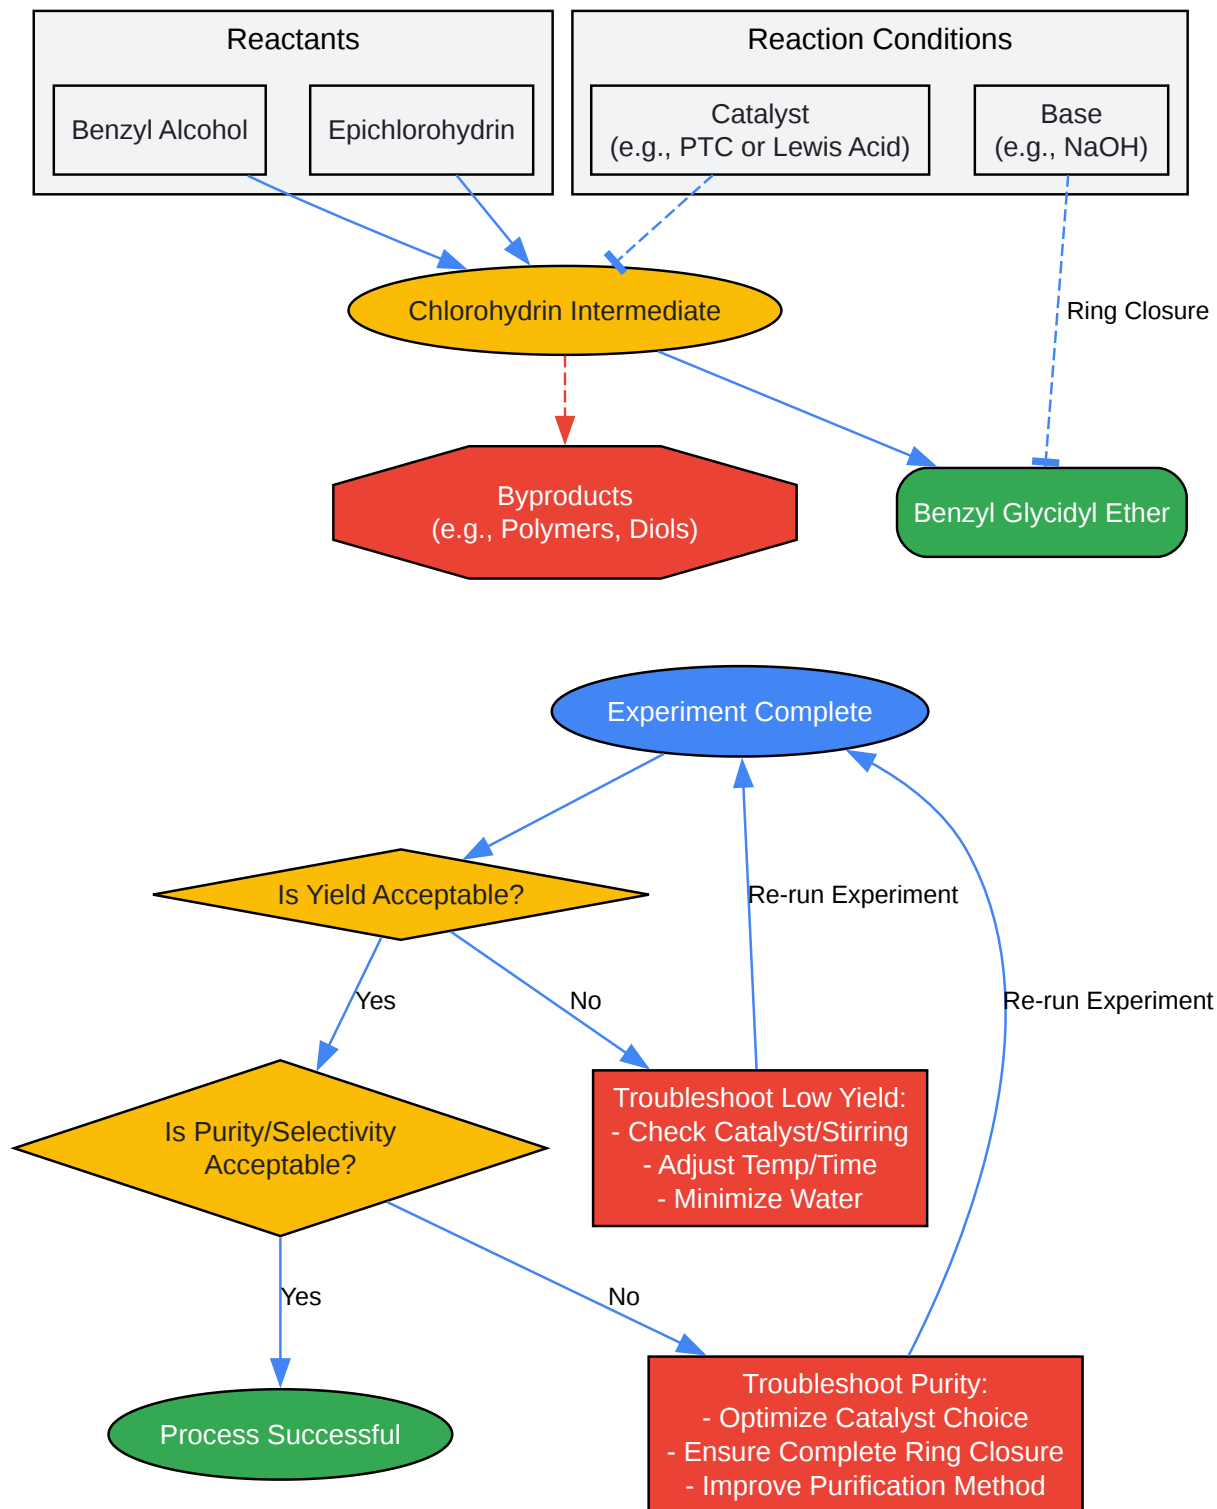 Reactants
Reaction Conditions
Benzyl Alcohol
Epichlorohydrin
Catalyst
(e.g., PTC or Lewis Acid)
Base
(e.g., NaOH)
Chlorohydrin Intermediate
Ring Closure
Byproducts
(e.g., Polymers, Diols)
Benzyl Glycidyl Ether
Experiment Complete
Is Yield Acceptable?
Re-run Experiment
Yes
No
Re-run Experiment
Troubleshoot Low Yield:
- Check Catalyst/Stirring
- Adjust Temp/Time
- Minimize Water
Is Purity/Selectivity
Acceptable?
Yes
No
Troubleshoot Purity:
- Optimize Catalyst Choice
- Ensure Complete Ring Closure
- Improve Purification Method
Process Successful